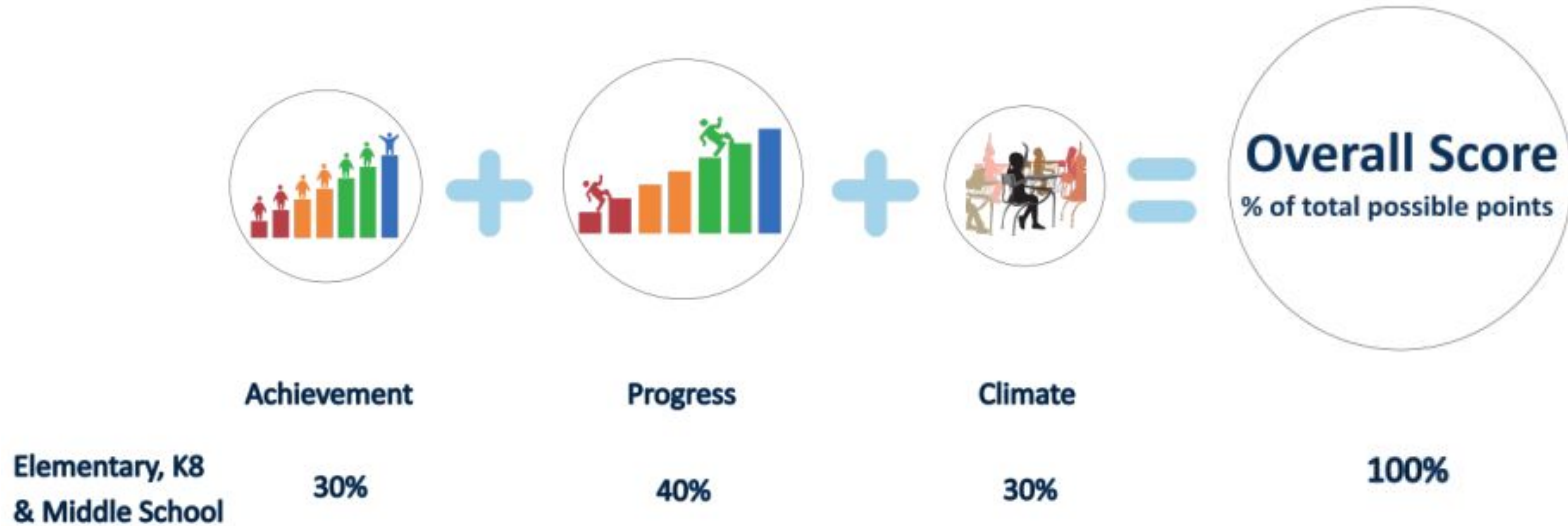 Overall Score
% of total possible points
Achievement
Progress
Climate
Elementary, K8
& Middle School
30%
40%
30%
100%